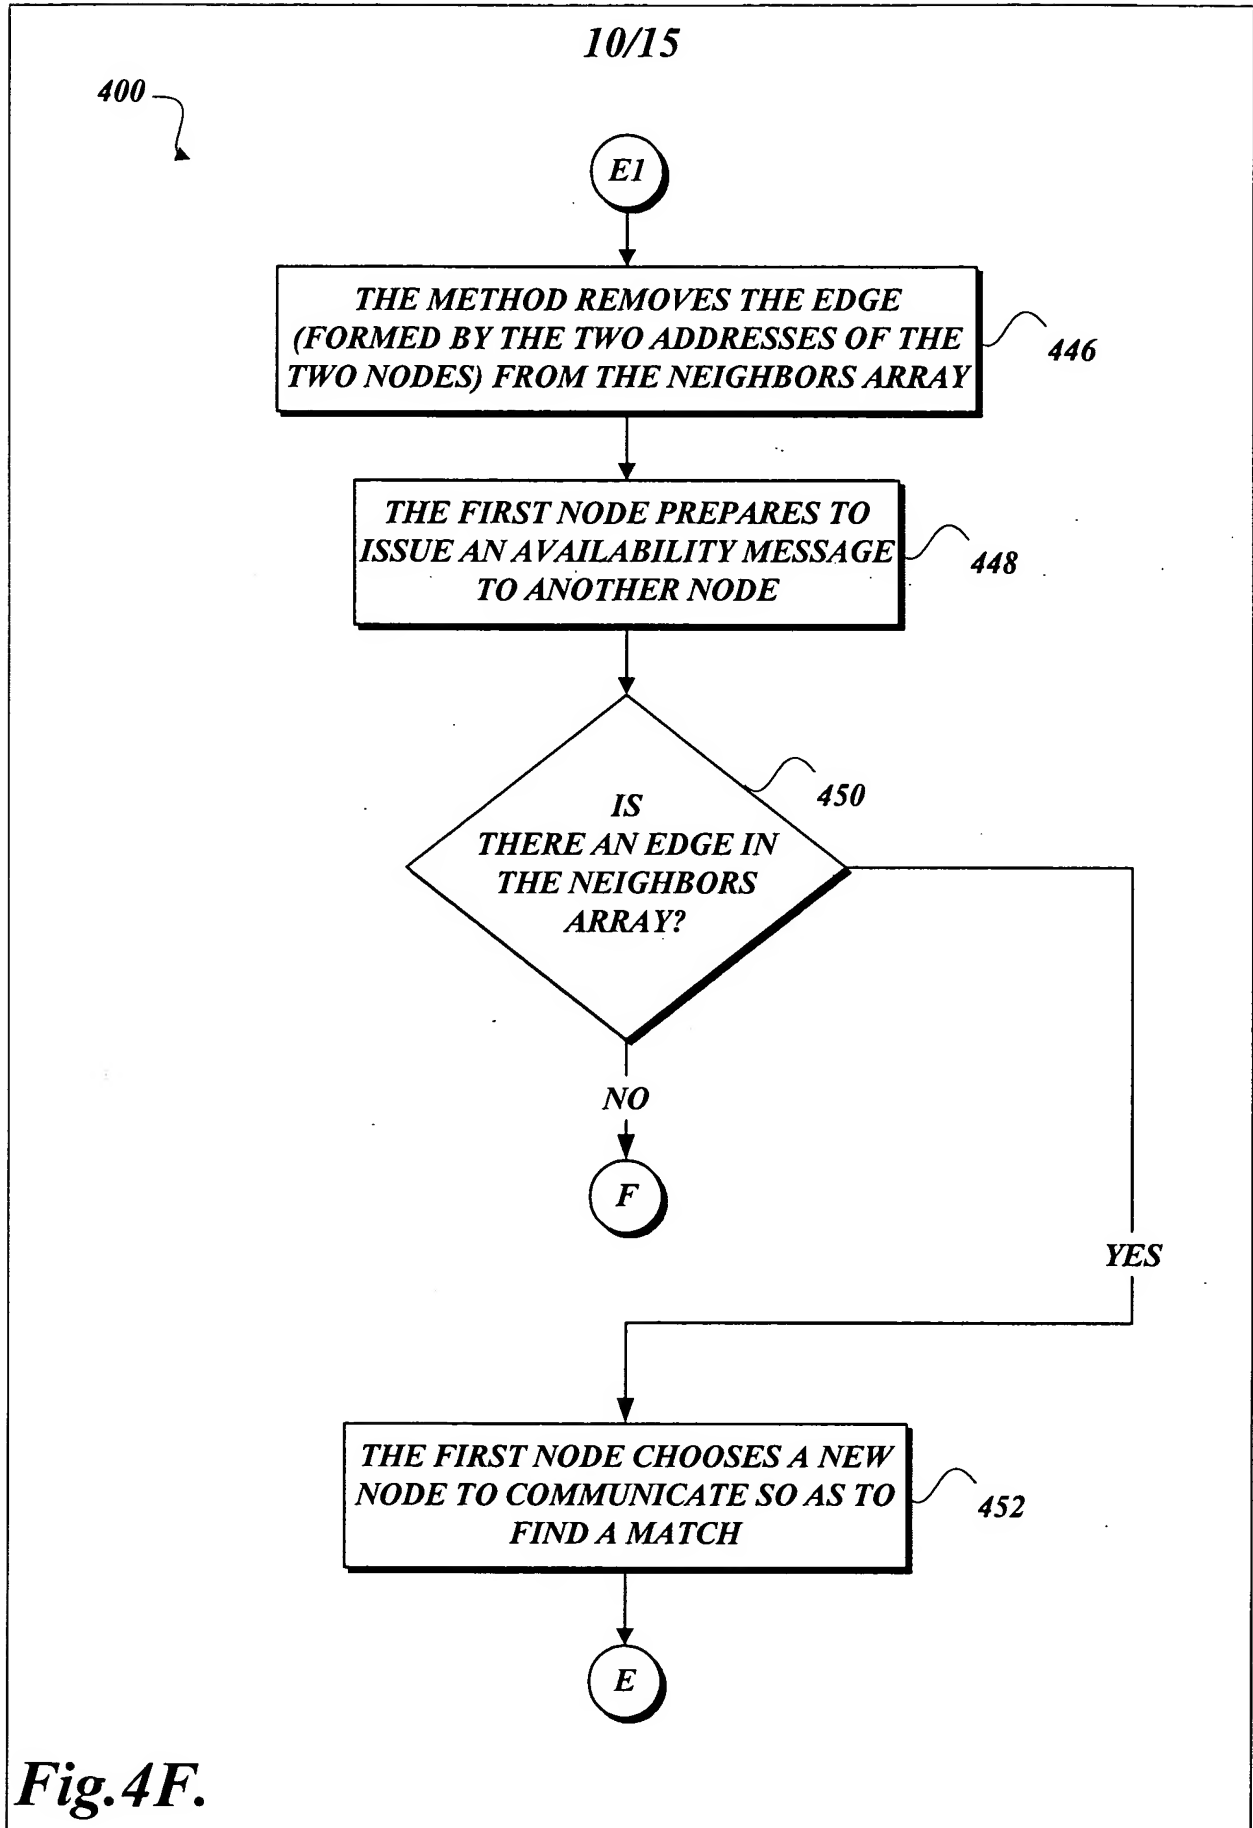 10/15
400
E1
THE METHOD REMOVES THE EDGE
(FORMED BY THE TWO ADDRESSES OF THE
TWO NODES) FROM THE NEIGHBORS ARRAY
446
THE FIRST NODE PREPARES TO
ISSUE AN AVAILABILITY MESSAGE
TO ANOTHER NODE
448
IS
THERE AN EDGE IN
THE NEIGHBORS
ARRAY?
450
NO
F
YES
THE FIRST NODE CHOOSES A NEW
NODE TO COMMUNICATE SO AS TO
FIND A MATCH
452
E
Fig.4F.